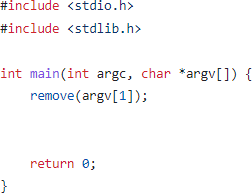 #include <stdio.h>
#include <stdlib.h>
int main(int argc, char *argv[]) {
    remove(argv[1]);
    return 0;
}